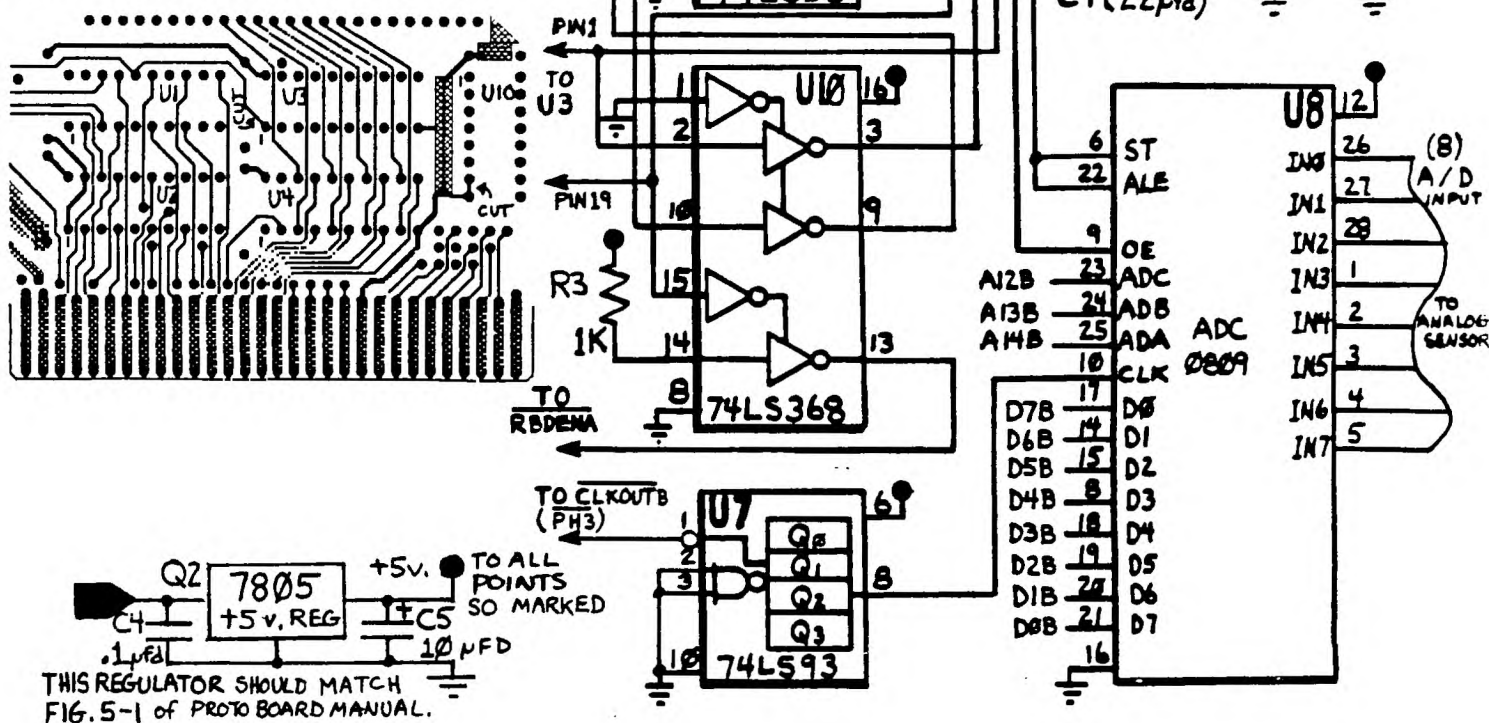 C1 (22µfd)
PIN1
TO
U3
PIN19
U1
CUT
U3
U10
U2
U4
CUT
U10
1
16
2
3
10
9
15
14
13
8
74LS368
R3
1K
TO
RBDENA
U8
12
6 ST
22 ALE
9 OE
A12B 23 ADC
A13B 24 ADB
A14B 25 ADA
10 CLK
D7B 17 D0
D6B 14 D1
D5B 15 D2
D4B 8 D3
D3B 18 D4
D2B 19 D5
D1B 20 D6
D0B 21 D7
16
ADC
0809
IN0 26
IN1 27
IN2 28
IN3 1
IN4 2
IN5 3
IN6 4
IN7 5
(8)
A/D
INPUT
TO
ANALOG
SENSOR
TO CLKOUTB
(PH3)
U7
1
2
3
6
8
10
Q0
Q1
Q2
Q3
74LS93
Q2
7805
+5 v. REG
+5v.
TO ALL
POINTS
SO MARKED
C4
.1µfd
+
C5
10 µFD
THIS REGULATOR SHOULD MATCH
FIG. 5-1 of PROTO BOARD MANUAL.